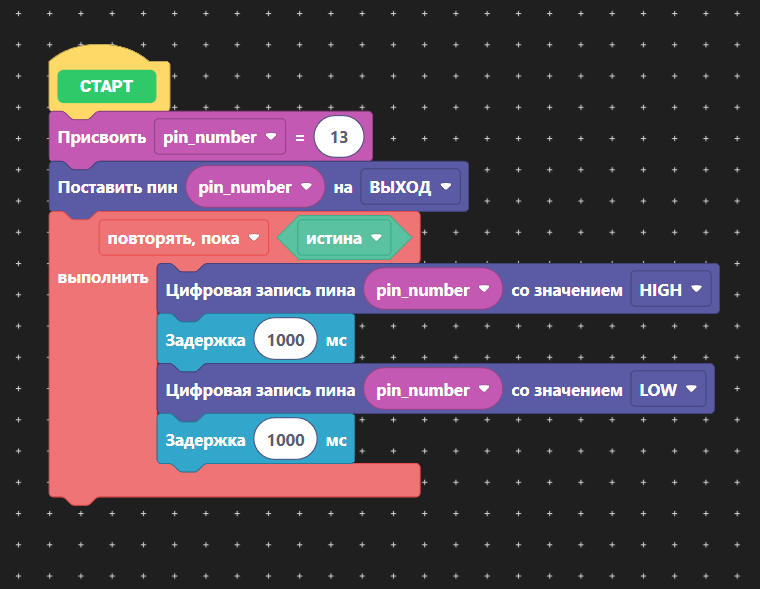 СТАРТ
Присвоить pin_number = 13
Поставить пин pin_number на ВЫХОД
повторять, пока истина
выполнить
Цифровая запись пина pin_number со значением HIGH
Задержка 1000 мс
Цифровая запись пина pin_number со значением LOW
Задержка 1000 мс